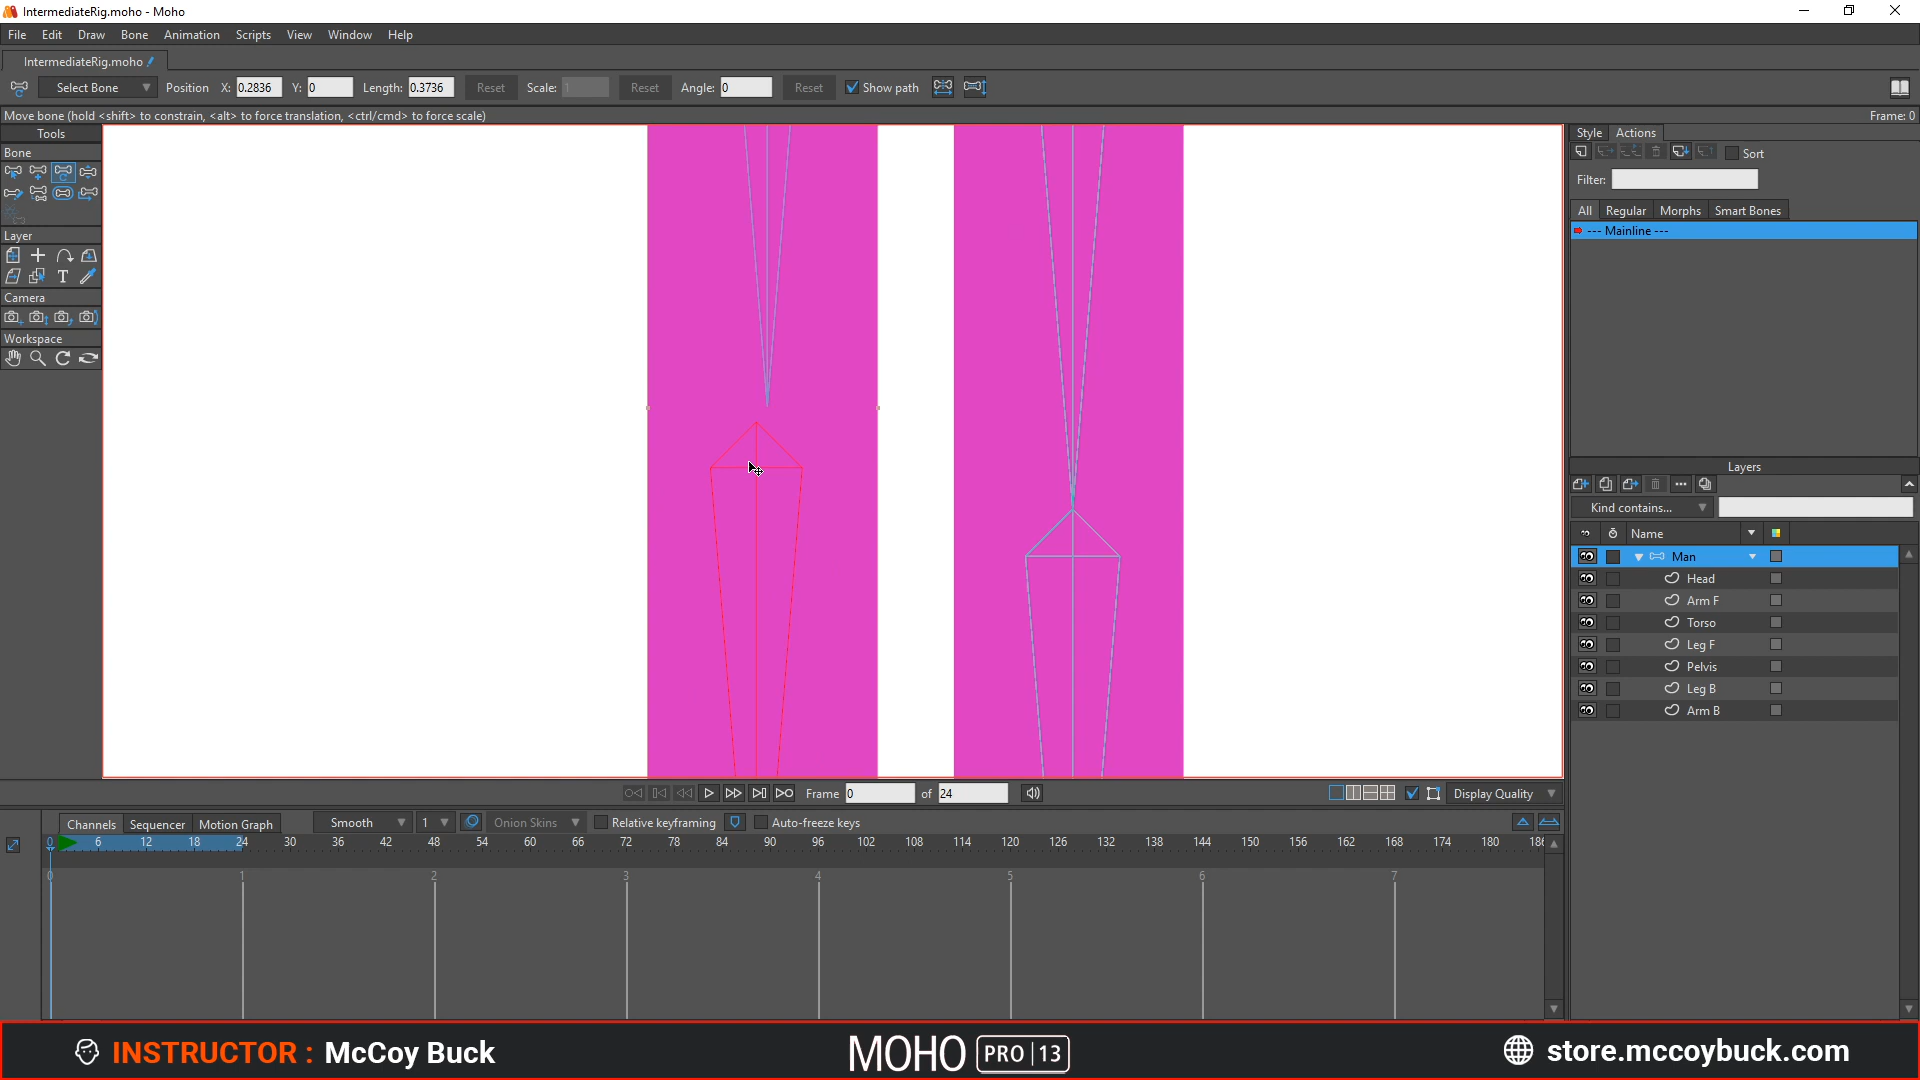 IntermediateRig.moho - Moho
File Edit Draw Bone Animation Scripts View Window Help
IntermediateRig.moho
Select Bone Position X: 0.2836 Y: 0 Length: 0.3736 Reset Scale: 1 Reset Angle: 0 Reset Show path
Move bone (hold <shift> to constrain, <alt> to force translation, <ctrl/cmd> to force scale) Frame: 0
Tools
Bone
Layer
T
Camera
Workspace
Style Actions
Sort
Filter:
All Regular Morphs Smart Bones
--- Mainline ---
Layers
Kind contains...
Name
Man
Head
Arm F
Torso
Leg F
Pelvis
Leg B
Arm B
Frame 0 of 24 Display Quality
Channels Sequencer Motion Graph Smooth 1 Onion Skins Relative keyframing Auto-freeze keys
0 6 12 18 24 30 36 42 48 54 60 66 72 78 84 90 96 102 108 114 120 126 132 138 144 150 156 162 168 174 180 186
0 1 2 3 4 5 6 7
INSTRUCTOR : McCoy Buck MOHO PRO | 13 store.mccoybuck.com